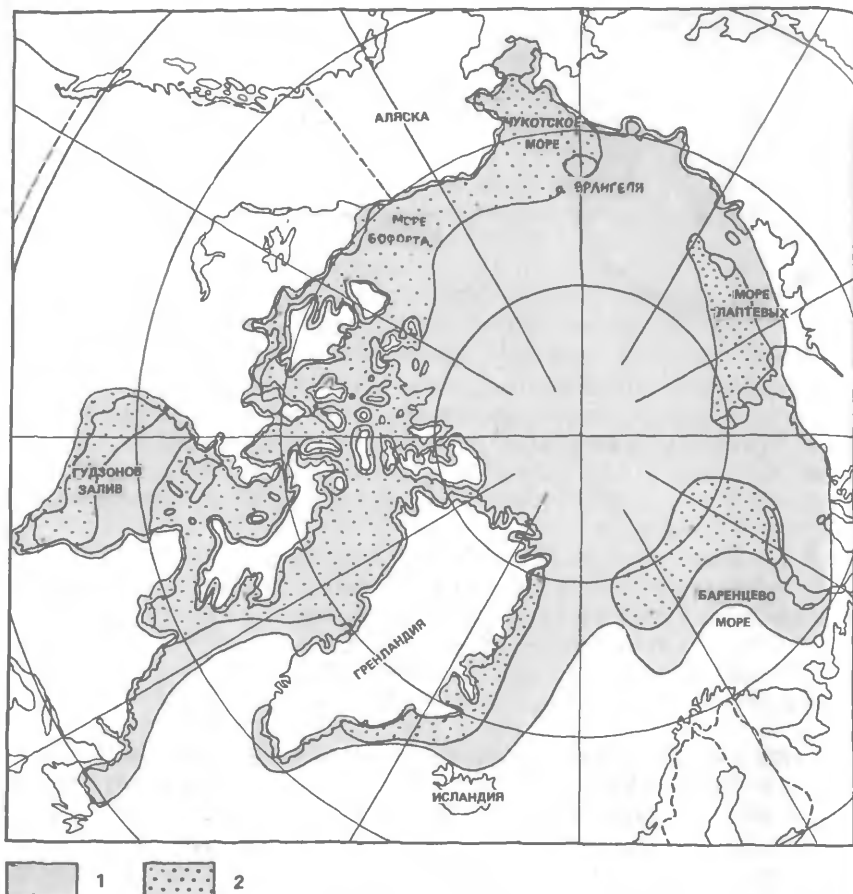 АЛЯСКА
ЧУКОТСКОЕ
МОРЕ
ВРАНГЕЛЯ
МОРЕ
БОФОРТА
МОРЕ
ЛАПТЕВЫХ
ГУДЗОНОВ
ЗАЛИВ
БАРЕНЦЕВО
МОРЕ
ГРЕНЛАНДИЯ
ИСЛАНДИЯ
1 2